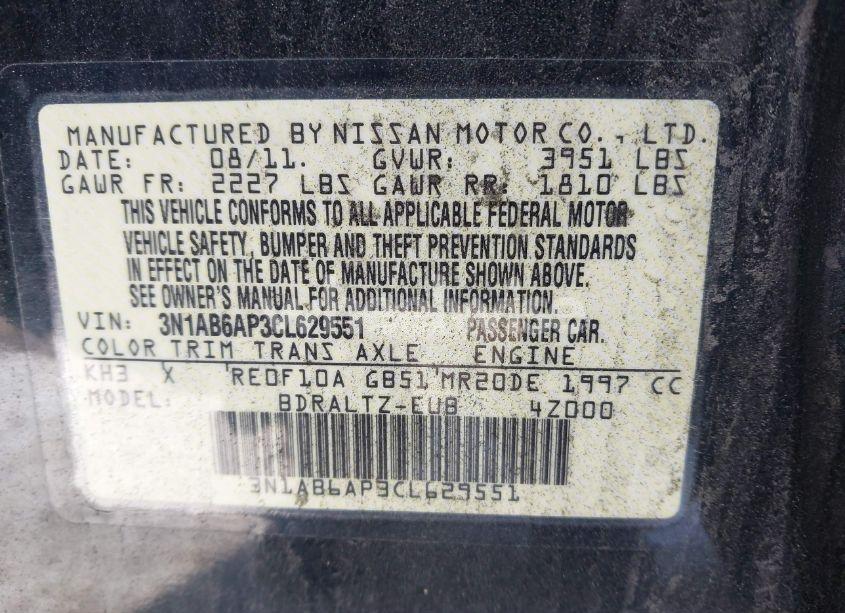 MANUFACTURED BY NISSAN MOTOR CO., LTD.
DATE: 08/11. GVWR: 3951 LBS
GAWR FR: 2227 LBS GAWR RR: 1810 LBS
THIS VEHICLE CONFORMS TO ALL APPLICABLE FEDERAL MOTOR
VEHICLE SAFETY, BUMPER AND THEFT PREVENTION STANDARDS
IN EFFECT ON THE DATE OF MANUFACTURE SHOWN ABOVE.
SEE OWNER'S MANUAL FOR ADDITIONAL INFORMATION.
VIN: 3N1AB6AP3CL629551 PASSENGER CAR.
COLOR TRIM TRANS AXLE ENGINE
KH3 X RE0F10A GB51 MR20DE 1997 CC
MODEL: BDRALTZ-EUB 4Z000
3N1AB6AP3CL629551